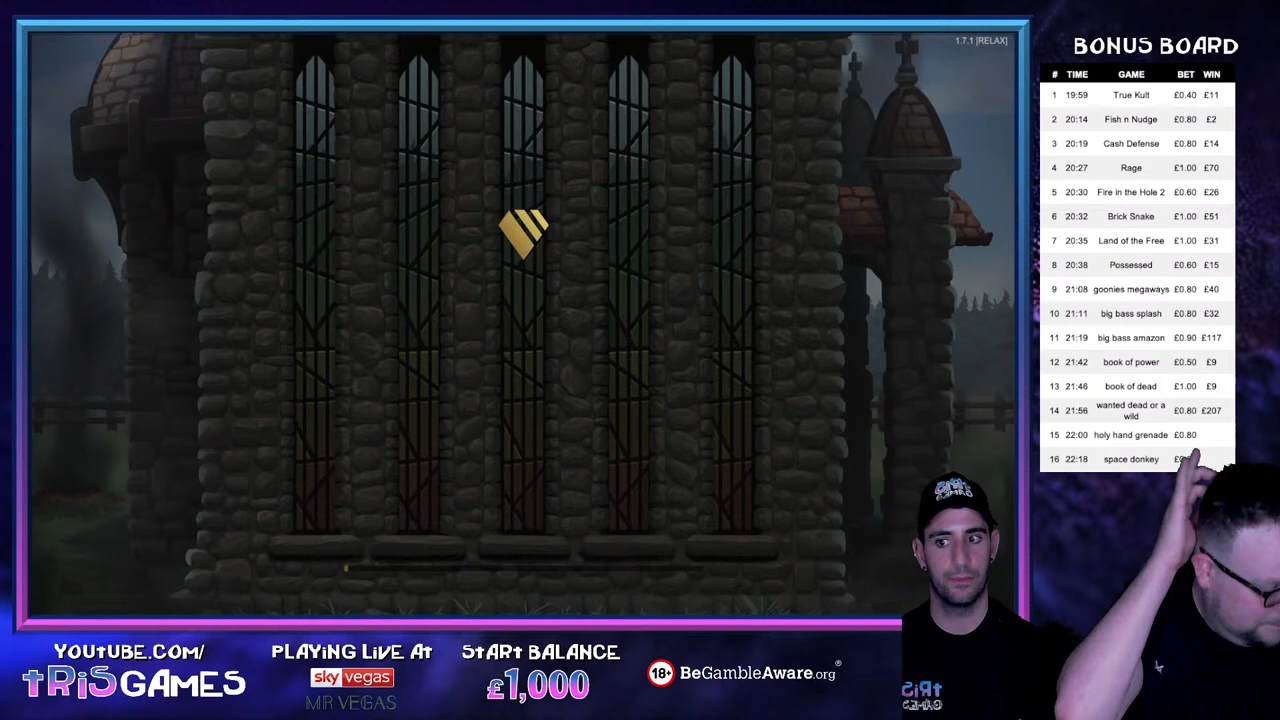 1.7.1 [RELAX]
BONUS BOARD
# TIME GAME BET WIN
1 19:59 True Kult £0.40 £11
2 20:14 Fish n Nudge £0.80 £2
3 20:19 Cash Defense £0.80 £14
4 20:27 Rage £1.00 £70
5 20:30 Fire in the Hole 2 £0.60 £26
6 20:32 Brick Snake £1.00 £51
7 20:35 Land of the Free £1.00 £31
8 20:38 Possessed £0.60 £15
9 21:08 goonies megaways £0.80 £40
10 21:11 big bass splash £0.80 £32
11 21:19 big bass amazon £0.90 £117
12 21:42 book of power £0.50 £9
13 21:46 book of dead £1.00 £9
14 21:56 wanted dead or a wild £0.80 £207
15 22:00 holy hand grenade £0.80
16 22:18 space donkey
YOUTUBE.COM/
TRiSGAMES
PLAYING LIVE AT
sky vegas
MR VEGAS
START BALANCE
£1,000
18+ BeGambleAware.org®